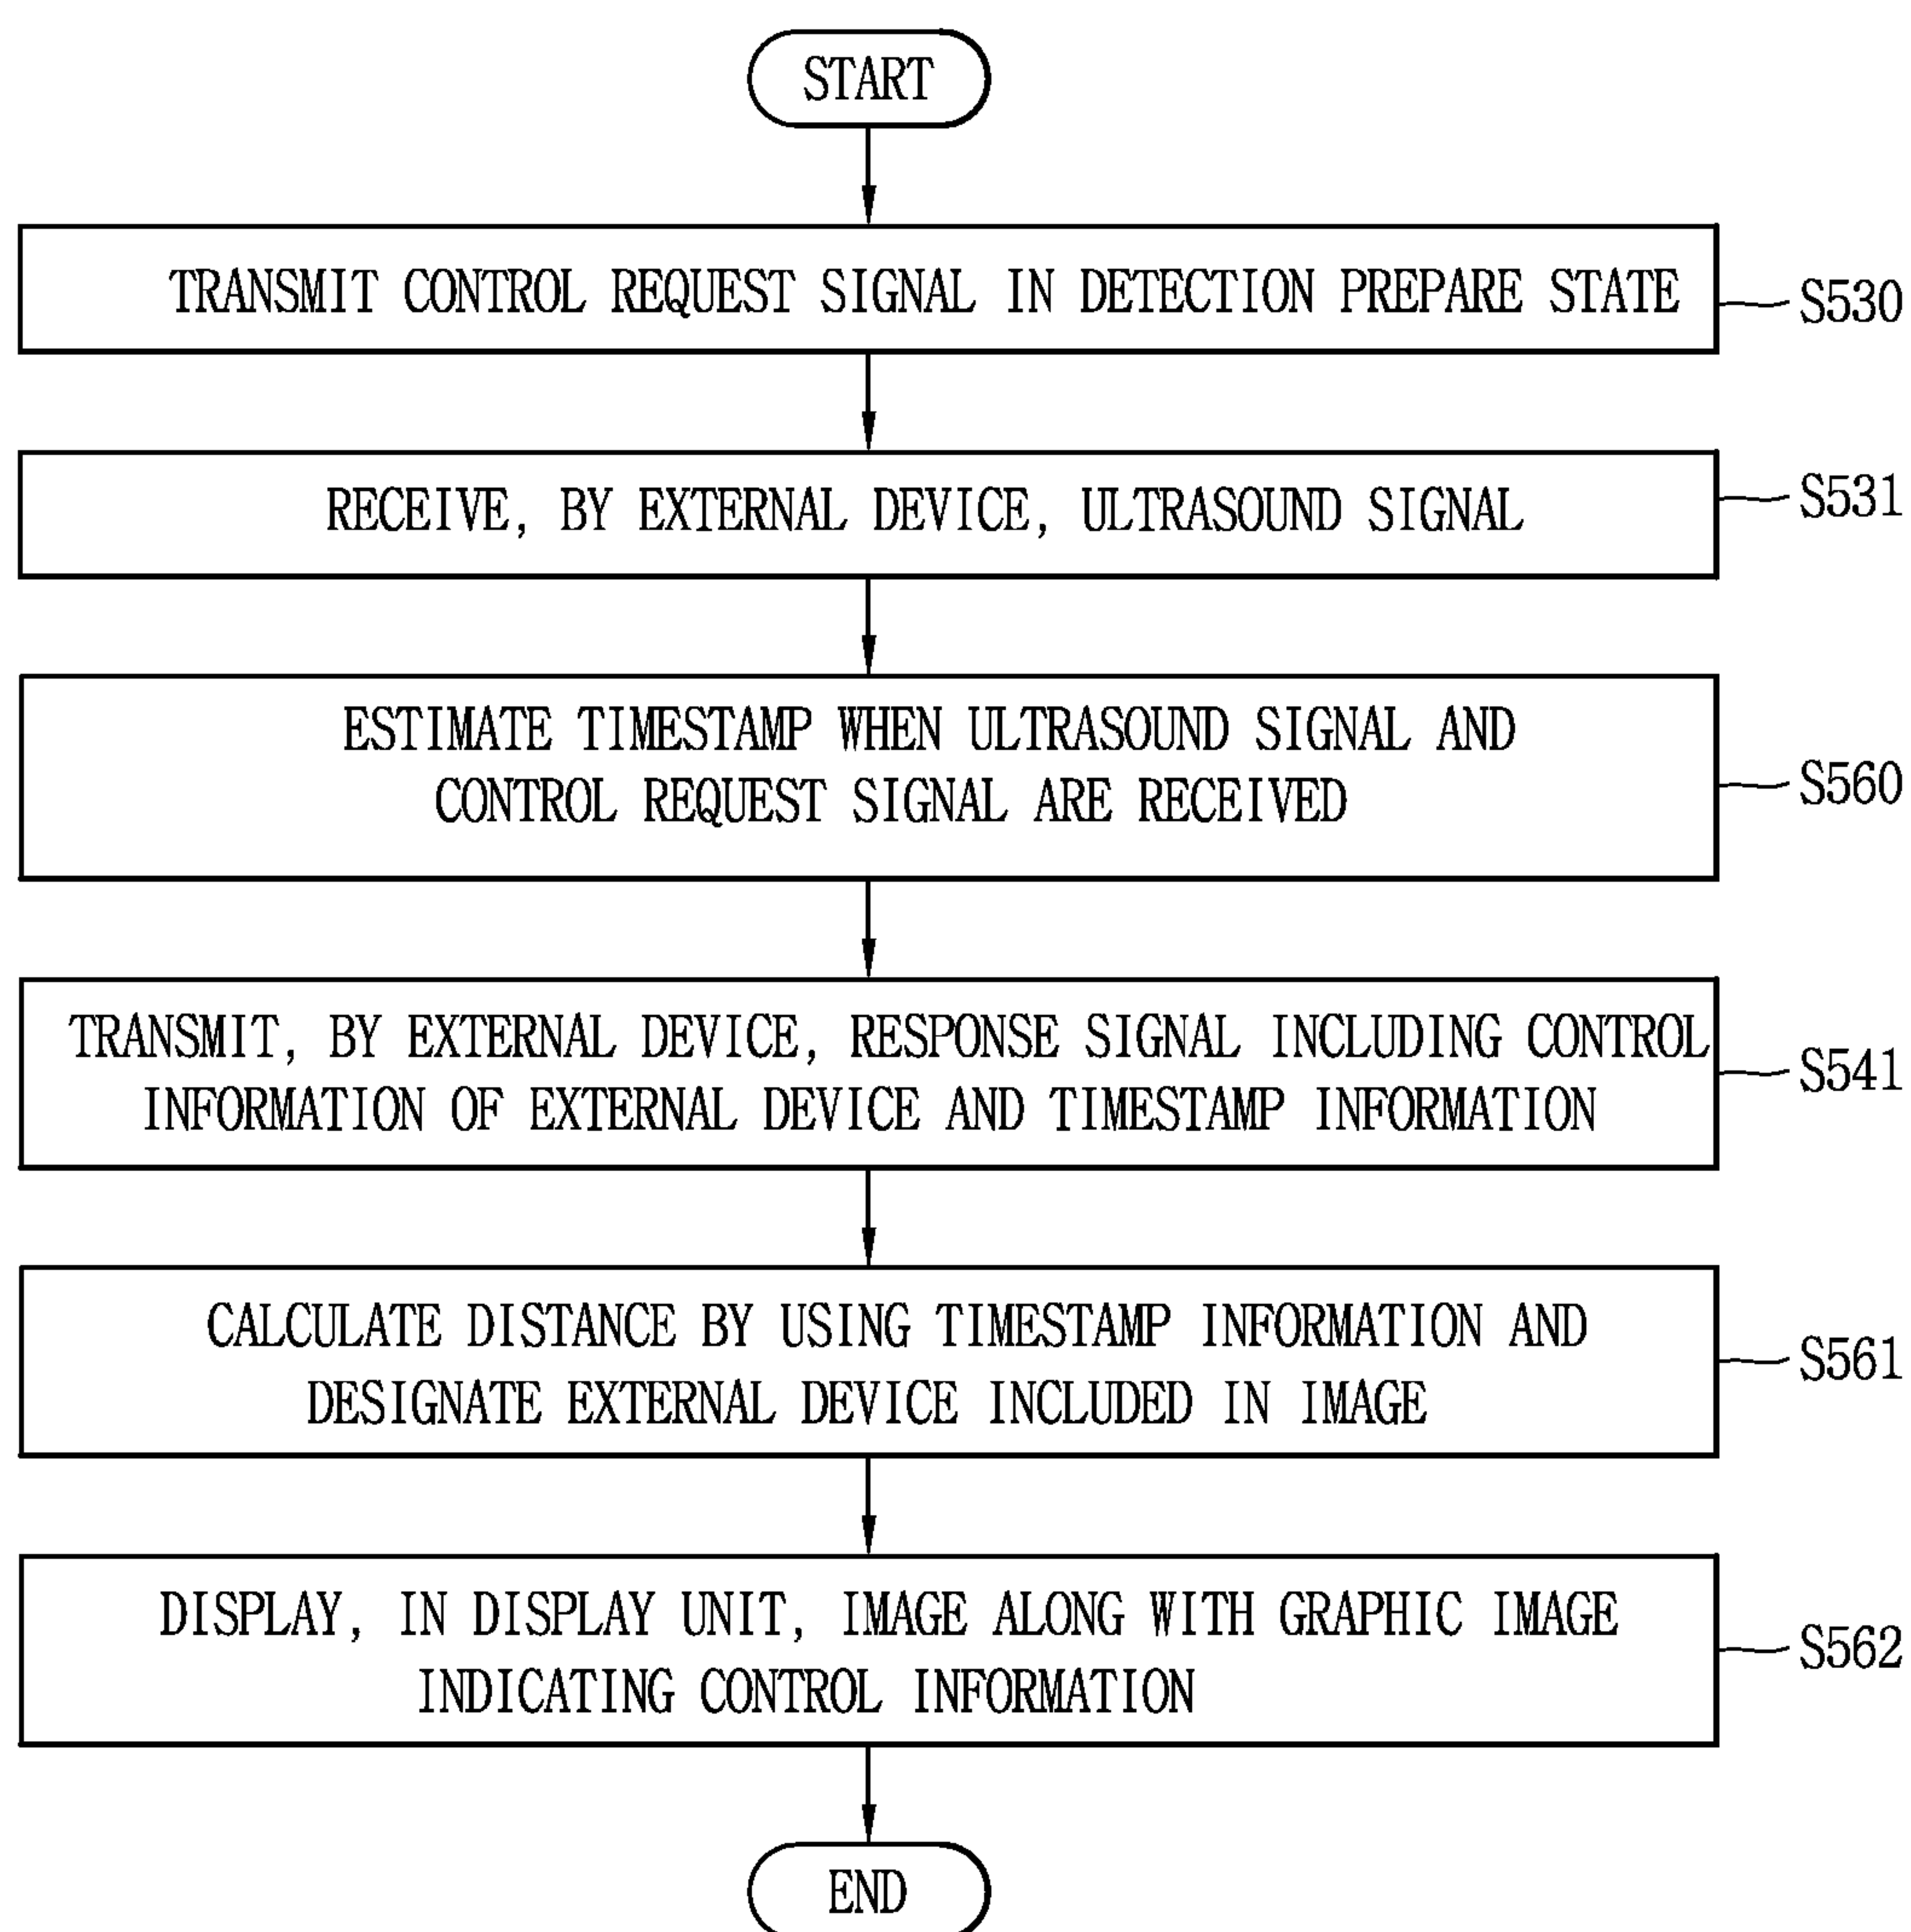 START
TRANSMIT CONTROL REQUEST SIGNAL IN DETECTION PREPARE STATE
S530
RECEIVE, BY EXTERNAL DEVICE, ULTRASOUND SIGNAL
S531
ESTIMATE TIMESTAMP WHEN ULTRASOUND SIGNAL AND
CONTROL REQUEST SIGNAL ARE RECEIVED
S560
TRANSMIT, BY EXTERNAL DEVICE, RESPONSE SIGNAL INCLUDING CONTROL
INFORMATION OF EXTERNAL DEVICE AND TIMESTAMP INFORMATION
S541
CALCULATE DISTANCE BY USING TIMESTAMP INFORMATION AND
DESIGNATE EXTERNAL DEVICE INCLUDED IN IMAGE
S561
DISPLAY, IN DISPLAY UNIT, IMAGE ALONG WITH GRAPHIC IMAGE
INDICATING CONTROL INFORMATION
S562
END